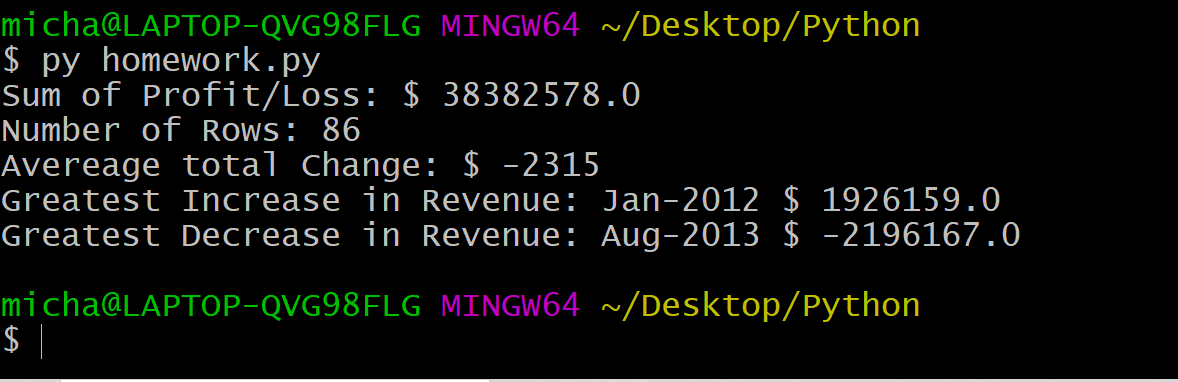 micha@LAPTOP-QVG98FLG MINGW64 ~/Desktop/Python
$ py homework.py
Sum of Profit/Loss: $ 38382578.0
Number of Rows: 86
Avereage total Change: $ -2315
Greatest Increase in Revenue: Jan-2012 $ 1926159.0
Greatest Decrease in Revenue: Aug-2013 $ -2196167.0
micha@LAPTOP-QVG98FLG MINGW64 ~/Desktop/Python
$